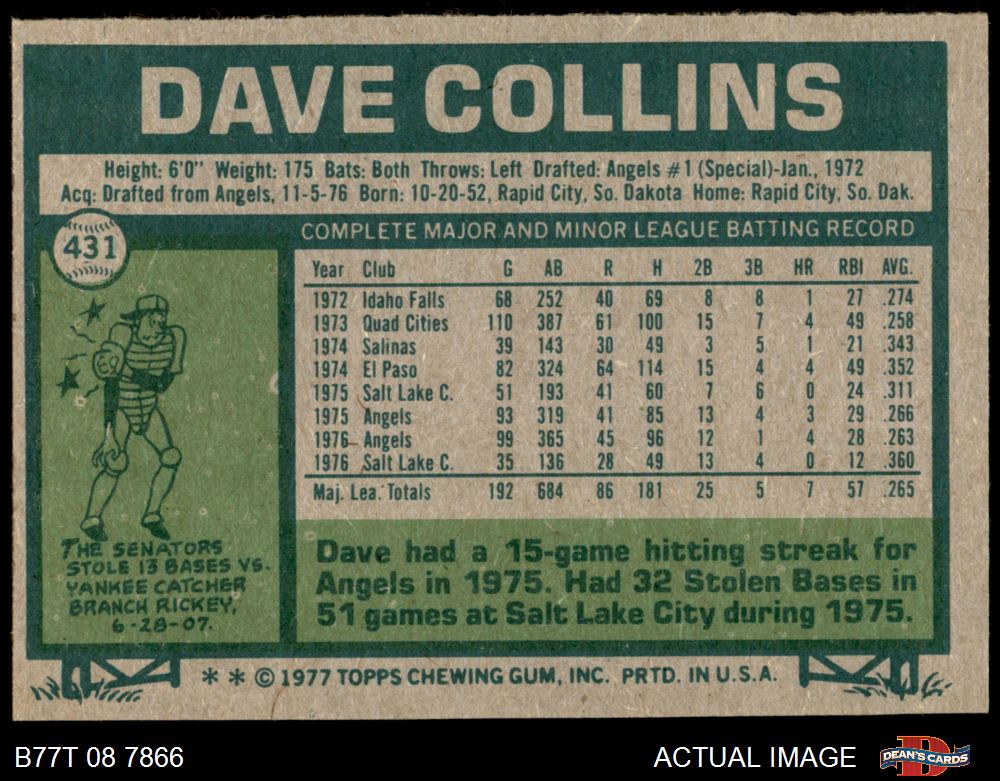 DAVE COLLINS
Height: 6'0" Weight: 175 Bats: Both Throws: Left Drafted: Angels #1 (Special)-Jan., 1972
Acq: Drafted from Angels, 11-5-76 Born: 10-20-52, Rapid City, So. Dakota Home: Rapid City, So. Dak.
431
COMPLETE MAJOR AND MINOR LEAGUE BATTING RECORD
Year Club G AB R H 2B 3B HR RBI AVG.
1972 Idaho Falls 68 252 40 69 8 8 1 27 .274
1973 Quad Cities 110 387 61 100 15 7 4 49 .258
1974 Salinas 39 143 30 49 3 5 1 21 .343
1974 El Paso 82 324 64 114 15 4 4 49 .352
1975 Salt Lake C. 51 193 41 60 7 6 0 24 .311
1975 Angels 93 319 41 85 13 4 3 29 .266
1976 Angels 99 365 45 96 12 1 4 28 .263
1976 Salt Lake C. 35 136 28 49 13 4 0 12 .360
Maj. Lea. Totals 192 684 86 181 25 5 7 57 .265
THE SENATORS
STOLE 13 BASES VS.
YANKEE CATCHER
BRANCH RICKEY,
6-28-07.
Dave had a 15-game hitting streak for
Angels in 1975. Had 32 Stolen Bases in
51 games at Salt Lake City during 1975.
* * © 1977 TOPPS CHEWING GUM, INC. PRTD. IN U.S.A.
B77T 08 7866
ACTUAL IMAGE
D
DEAN'S CARDS